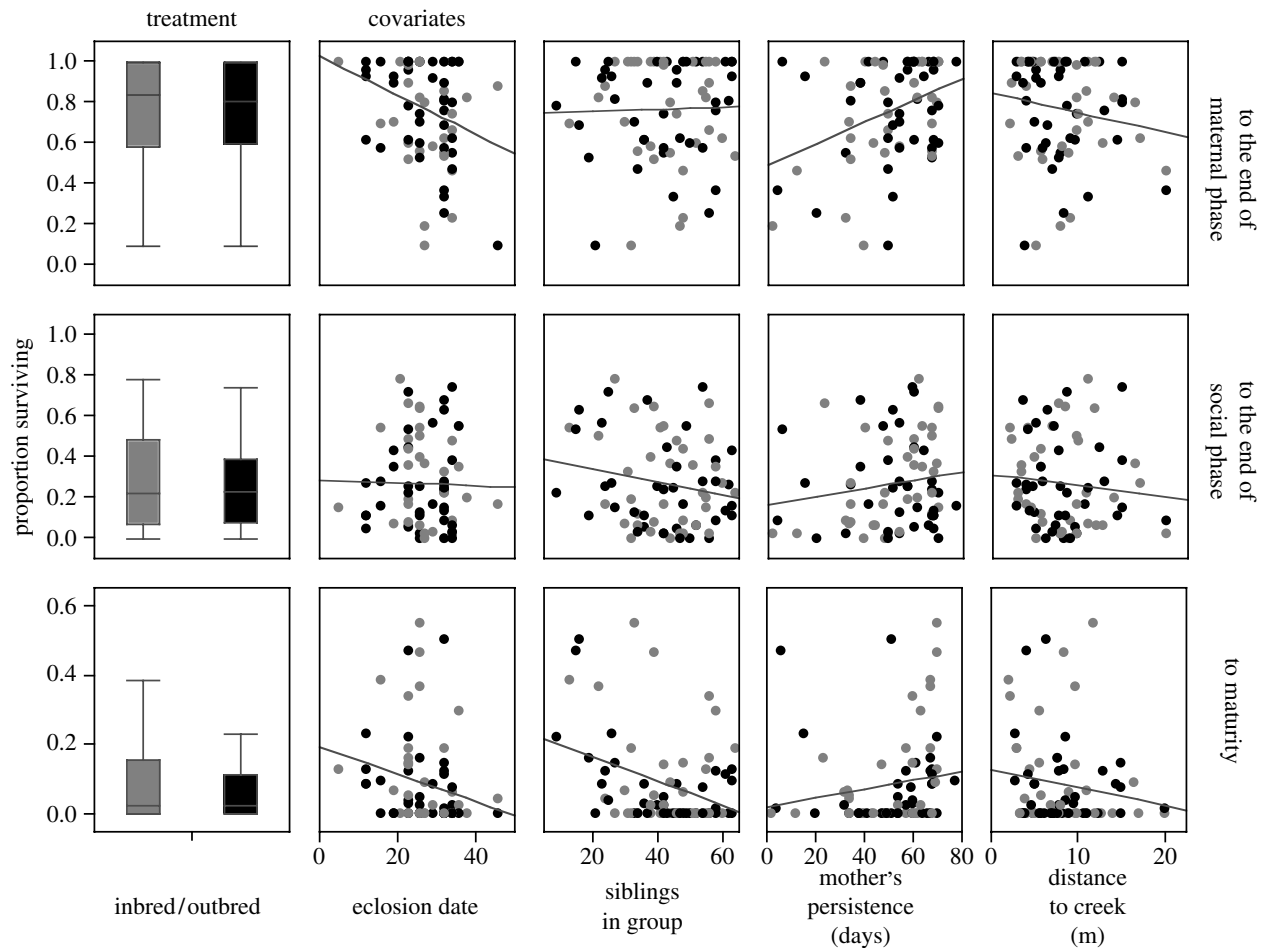 treatment
covariates
proportion surviving
1.0
0.8
0.6
0.4
0.2
0.0
to the end of
maternal phase
1.0
0.8
0.6
0.4
0.2
0.0
to the end of
social phase
0.6
0.4
0.2
0.0
to maturity
0 20 40
20 40 60
0 20 40 60 80
0 10 20
inbred/outbred
eclosion date
siblings
in group
mother's
persistence
(days)
distance
to creek
(m)